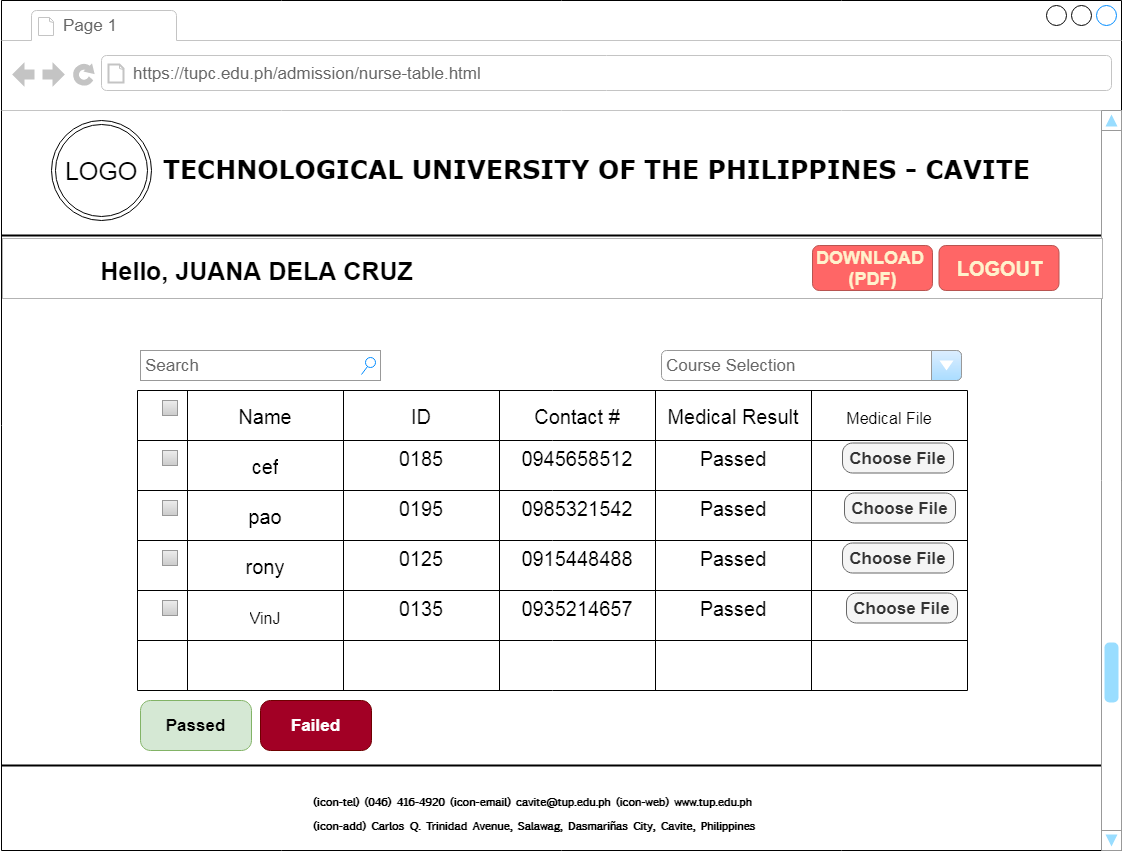 Page 1
https://tupc.edu.ph/admission/nurse-table.html
LOGO TECHNOLOGICAL UNIVERSITY OF THE PHILIPPINES - CAVITE
Hello, JUANA DELA CRUZ
DOWNLOAD
(PDF)
LOGOUT
Search
Course Selection
Name ID Contact # Medical Result Medical File
cef 0185 0945658512 Passed Choose File
pao 0195 0985321542 Passed Choose File
rony 0125 0915448488 Passed Choose File
VinJ 0135 0935214657 Passed Choose File
Passed Failed
(icon-tel) (046) 416-4920 (icon-email) cavite@tup.edu.ph (icon-web) www.tup.edu.ph
(icon-add) Carlos Q. Trinidad Avenue, Salawag, Dasmariñas City, Cavite, Philippines